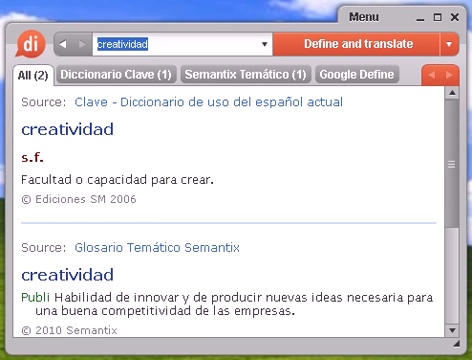 Menu
di
creatividad
Define and translate
All (2)
Diccionario Clave (1)
Semantix Temático (1)
Google Define
Source: Clave - Diccionario de uso del español actual
creatividad
s.f.
Facultad o capacidad para crear.
© Ediciones SM 2006
Source: Glosario Temático Semantix
creatividad
Publi Habilidad de innovar y de producir nuevas ideas necesaria para
una buena competitividad de las empresas.
© 2010 Semantix